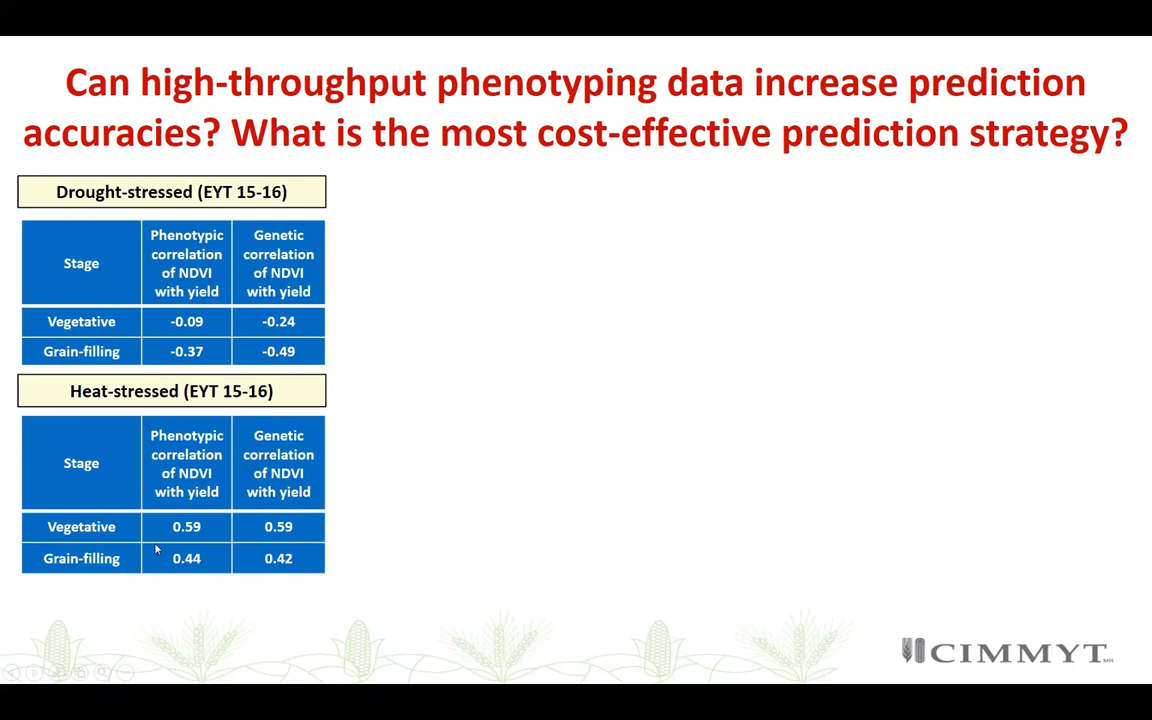 Can high-throughput phenotyping data increase prediction
accuracies? What is the most cost-effective prediction strategy?
Drought-stressed (EYT 15-16)
Stage
Phenotypic
correlation
of NDVI
with yield
Genetic
correlation
of NDVI
with yield
Vegetative -0.09 -0.24
Grain-filling -0.37 -0.49
Heat-stressed (EYT 15-16)
Stage
Phenotypic
correlation
of NDVI
with yield
Genetic
correlation
of NDVI
with yield
Vegetative 0.59 0.59
Grain-filling 0.44 0.42
CIMMYT MR